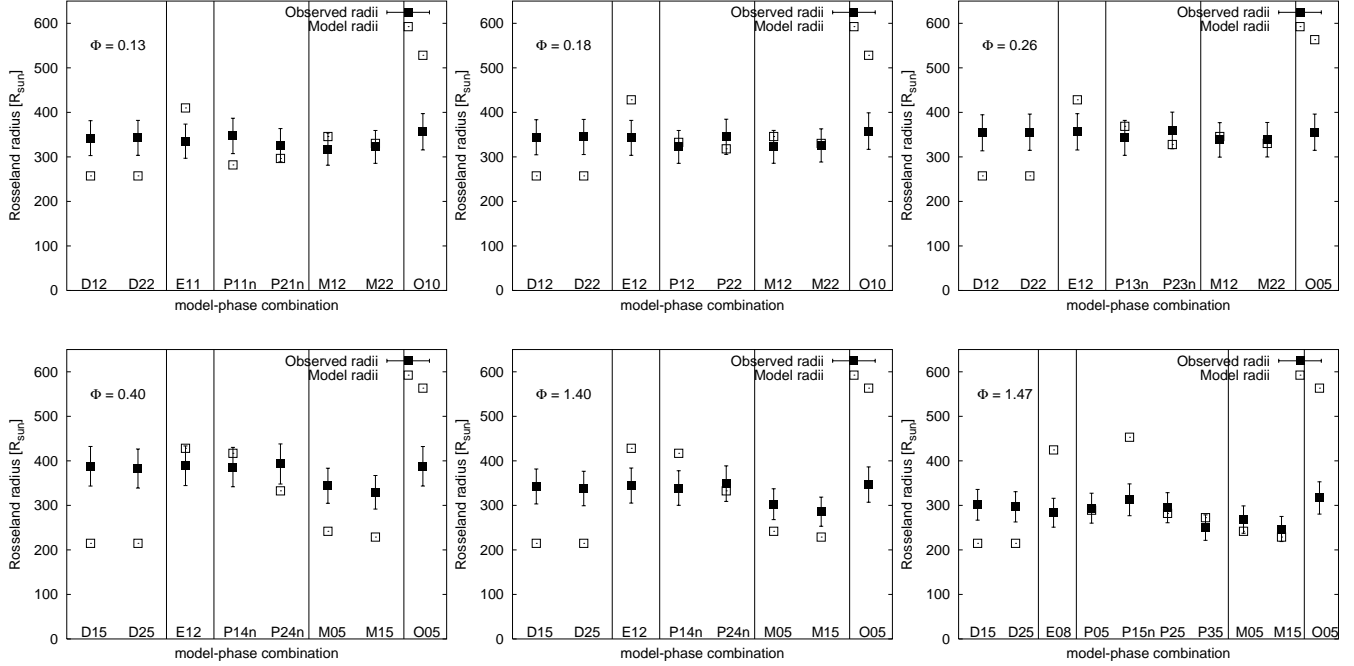 Observed radii
Model radii
Φ = 0.13
Rosseland radius [R_sun]
600
500
400
300
200
100
0
D12 D22 E11 P11n P21n M12 M22 O10
model-phase combination
Observed radii
Model radii
Φ = 0.18
Rosseland radius [R_sun]
600
500
400
300
200
100
0
D12 D22 E12 P12 P22 M12 M22 O10
model-phase combination
Observed radii
Model radii
Φ = 0.26
Rosseland radius [R_sun]
600
500
400
300
200
100
0
D12 D22 E12 P13n P23n M12 M22 O05
model-phase combination
Observed radii
Model radii
Φ = 0.40
Rosseland radius [R_sun]
600
500
400
300
200
100
0
D15 D25 E12 P14n P24n M05 M15 O05
model-phase combination
Observed radii
Model radii
Φ = 1.40
Rosseland radius [R_sun]
600
500
400
300
200
100
0
D15 D25 E12 P14n P24n M05 M15 O05
model-phase combination
Observed radii
Model radii
Φ = 1.47
Rosseland radius [R_sun]
600
500
400
300
200
100
0
D15 D25 E08 P05 P15n P25 P35 M05 M15 O05
model-phase combination